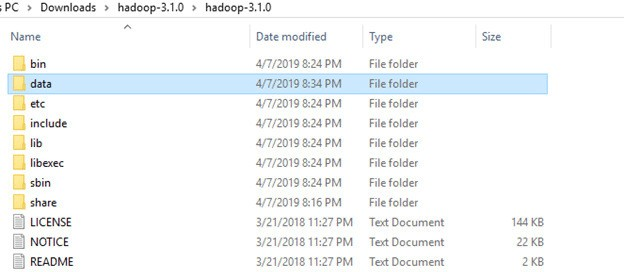 s PC > Downloads > hadoop-3.1.0 > hadoop-3.1.0
Name Date modified Type Size
bin 4/7/2019 8:24 PM File folder
data 4/7/2019 8:34 PM File folder
etc 4/7/2019 8:24 PM File folder
include 4/7/2019 8:24 PM File folder
lib 4/7/2019 8:24 PM File folder
libexec 4/7/2019 8:24 PM File folder
sbin 4/7/2019 8:24 PM File folder
share 4/7/2019 8:16 PM File folder
LICENSE 3/21/2018 11:27 PM Text Document 144 KB
NOTICE 3/21/2018 11:27 PM Text Document 22 KB
README 3/21/2018 11:27 PM Text Document 2 KB